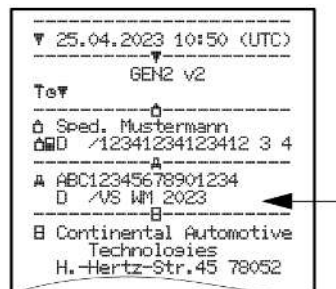 25.04.2023 10:50 (UTC)
GEN2 v2
Sped. Mustermann
D /12341234123412 3 4
ABC12345678901234
D /VS WM 2023
Continental Automotive
Technologies
H.-Hertz-Str.45 78052